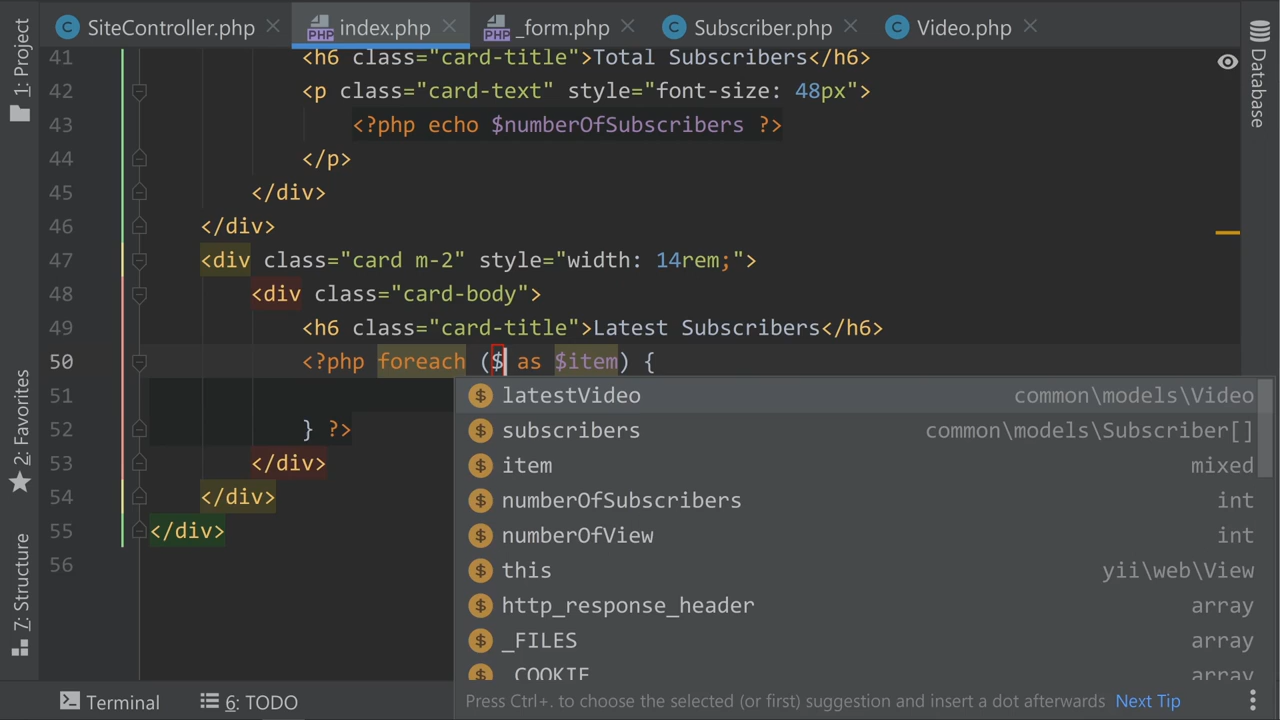 SiteController.php index.php _form.php Subscriber.php Video.php
1: Project
2: Favorites
7: Structure
Database
41 <h6 class="card-title">Total Subscribers</h6>
42 <p class="card-text" style="font-size: 48px">
43 <?php echo $numberOfSubscribers ?>
44 </p>
45 </div>
46 </div>
47 <div class="card m-2" style="width: 14rem;">
48 <div class="card-body">
49 <h6 class="card-title">Latest Subscribers</h6>
50 <?php foreach ($ as $item) {
51
52 } ?>
53 </div>
54 </div>
55 </div>
56
$ latestVideo common\models\Video
$ subscribers common\models\Subscriber[]
$ item mixed
$ numberOfSubscribers int
$ numberOfView int
$ this yii\web\View
$ http_response_header array
$ _FILES array
$ _COOKIE array
Press Ctrl+. to choose the selected (or first) suggestion and insert a dot afterwards Next Tip
Terminal 6: TODO